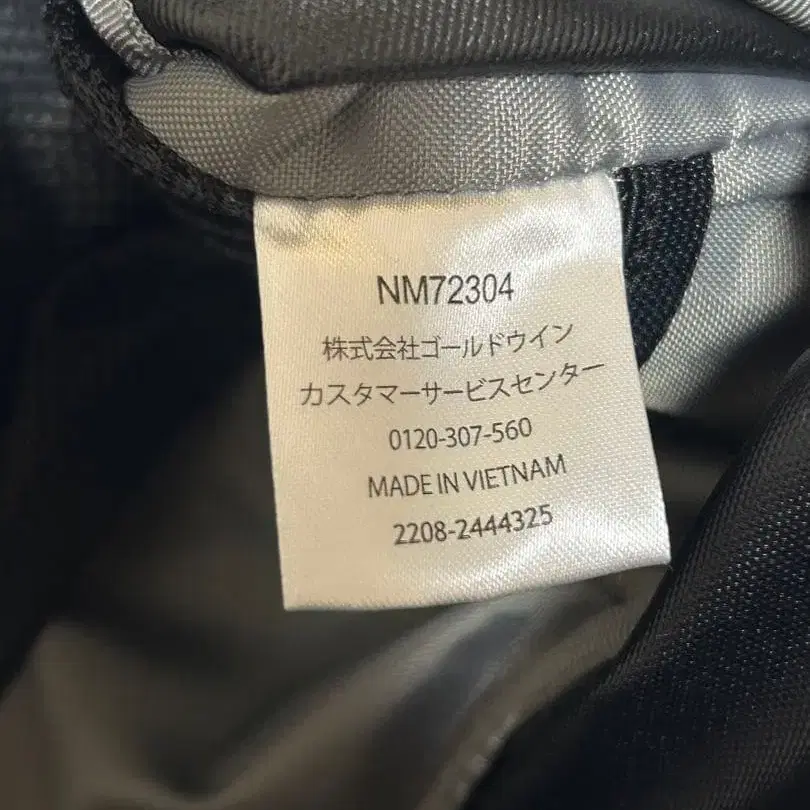 NM72304
株式会社ゴールドウイン
カスタマーサービスセンター
0120-307-560
MADE IN VIETNAM
2208-2444325